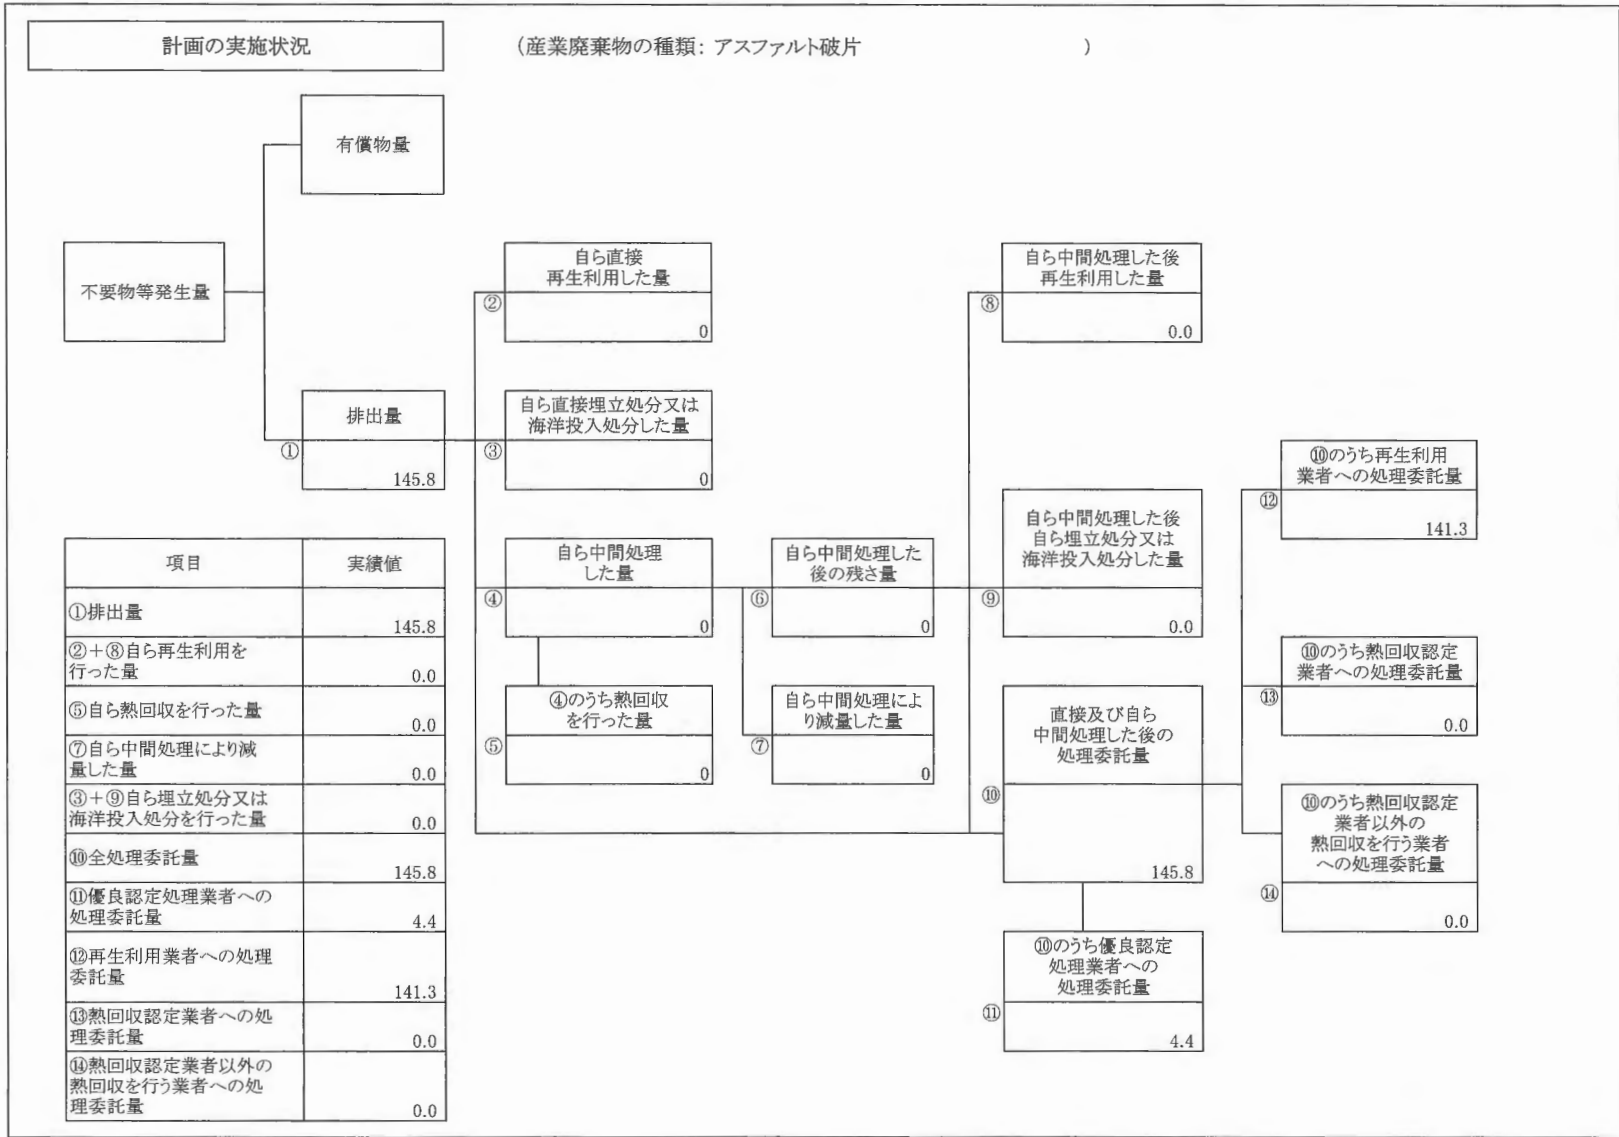 計画の実施状況
（産業廃棄物の種類：アスファルト破片　）
有償物量
不要物等発生量
自ら直接
再生利用した量
②
0
自ら中間処理した後
再生利用した量
⑧
0.0
排出量
①
145.8
自ら直接埋立処分又は
海洋投入処分した量
③
0
⑩のうち再生利用
業者への処理委託量
⑫
141.3
自ら中間処理
した量
④
0
自ら中間処理した
後の残さ量
⑥
0
自ら中間処理した後
自ら埋立処分又は
海洋投入処分した量
⑨
0.0
⑩のうち熱回収認定
業者への処理委託量
⑬
0.0
④のうち熱回収
を行った量
⑤
0
自ら中間処理によ
り減量した量
⑦
0
直接及び自ら
中間処理した後の
処理委託量
⑩
145.8
⑩のうち熱回収認定
業者以外の
熱回収を行う業者
への処理委託量
⑭
0.0
⑩のうち優良認定
処理業者への
処理委託量
⑪
4.4
項目 実績値
①排出量 145.8
②＋⑧自ら再生利用を
行った量 0.0
⑤自ら熱回収を行った量 0.0
⑦自ら中間処理により減
量した量 0.0
③＋⑨自ら埋立処分又は
海洋投入処分を行った量 0.0
⑩全処理委託量 145.8
⑪優良認定処理業者への
処理委託量 4.4
⑫再生利用業者への処理
委託量 141.3
⑬熱回収認定業者への処
理委託量 0.0
⑭熱回収認定業者以外の
熱回収を行う業者への処
理委託量 0.0